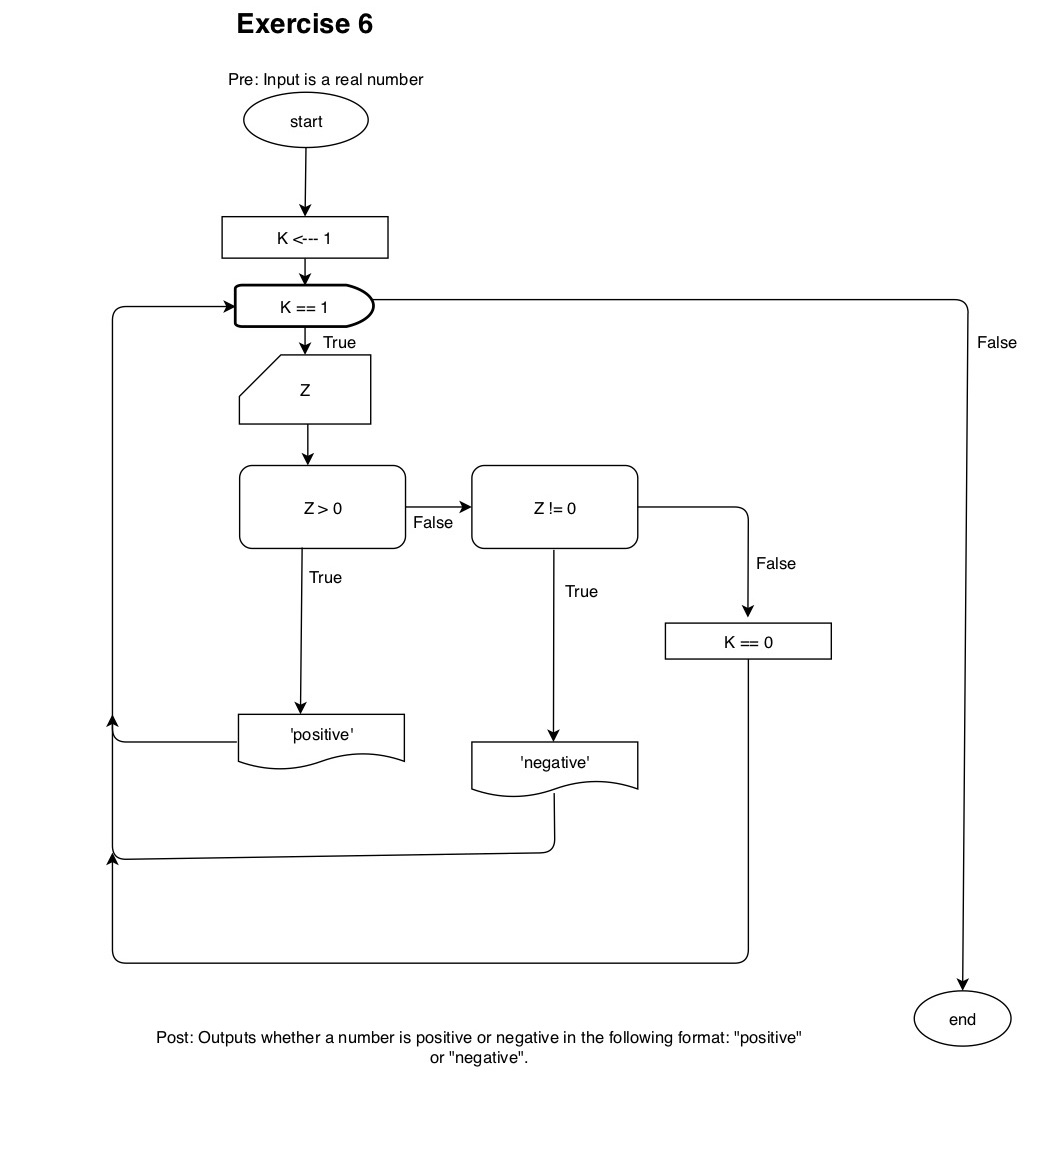 Exercise 6
Pre: Input is a real number
start
K <--- 1
K == 1
True
False
Z
Z > 0
False
Z != 0
True
True
False
K == 0
'positive'
'negative'
end
Post: Outputs whether a number is positive or negative in the following format: "positive"
or "negative".